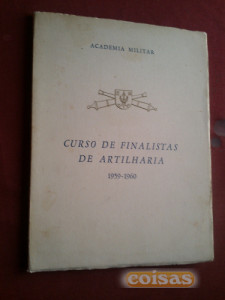 ACADEMIA MILITAR
CURSO DE FINALISTAS
DE ARTILHARIA
1959-1960
coisas